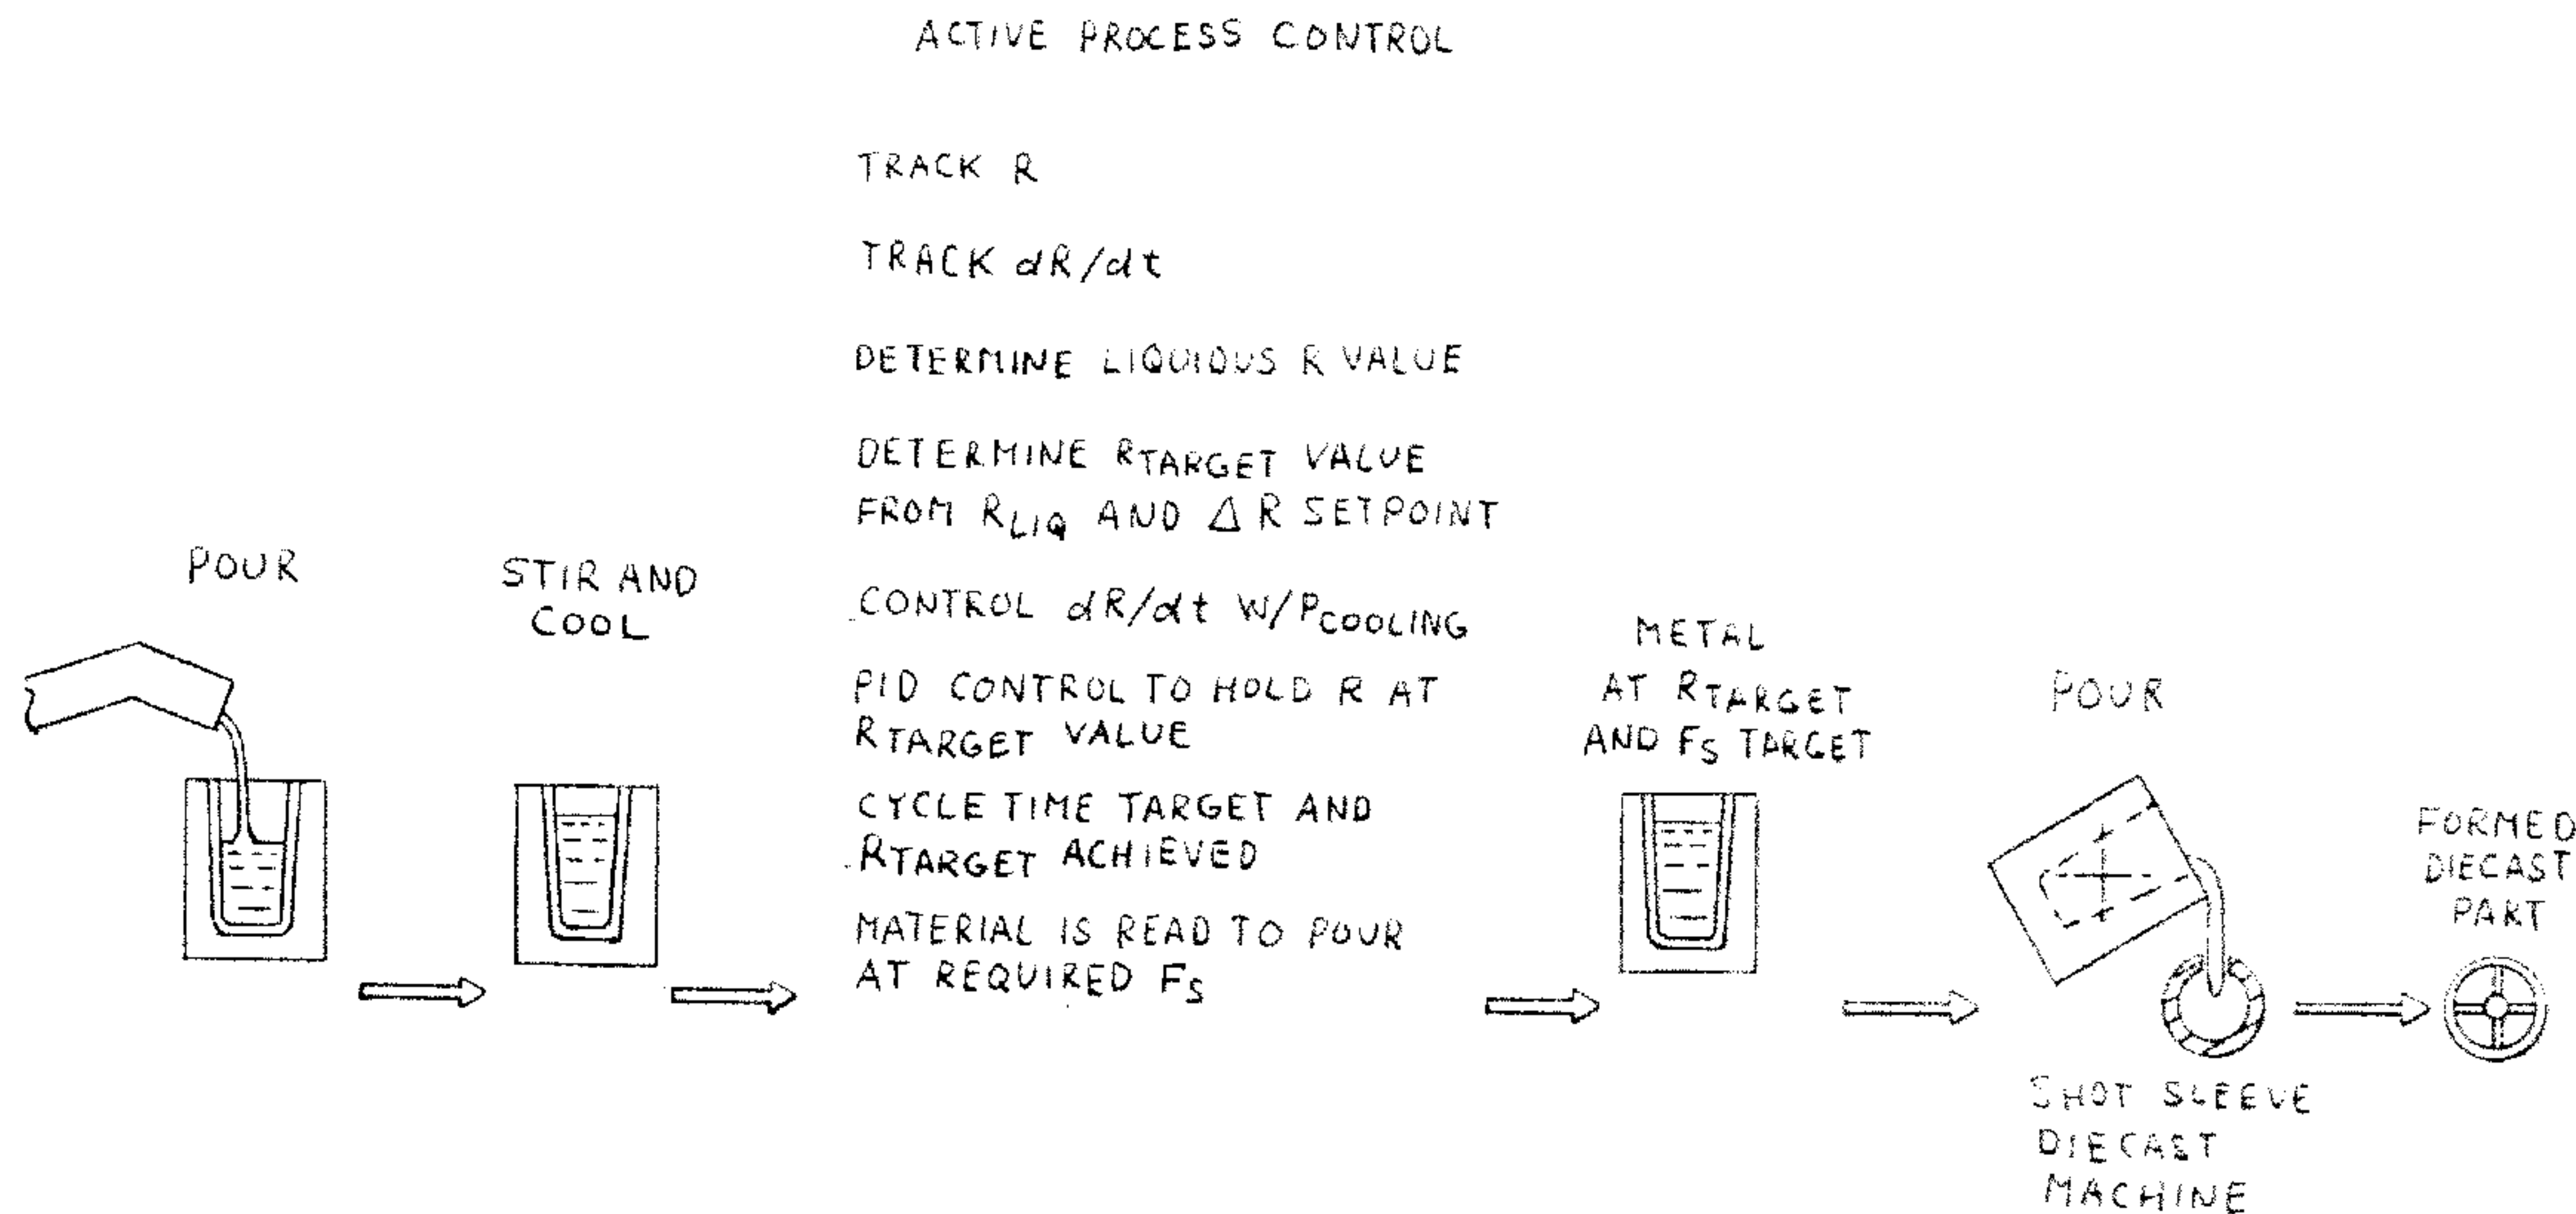 ACTIVE PROCESS CONTROL
POUR
STIR AND
COOL
TRACK R
TRACK dR/dt
DETERMINE LIQUIDUS R VALUE
DETERMINE RTARGET VALUE
FROM RLIQ AND Δ R SETPOINT
CONTROL dR/dt W/PCOOLING
PID CONTROL TO HOLD R AT
RTARGET VALUE
CYCLE TIME TARGET AND
RTARGET ACHIEVED
MATERIAL IS READ TO POUR
AT REQUIRED FS
METAL
AT RTARGET
AND FS TARGET
POUR
SHOT SLEEVE
DIECAST
MACHINE
FORMED
DIECAST
PART